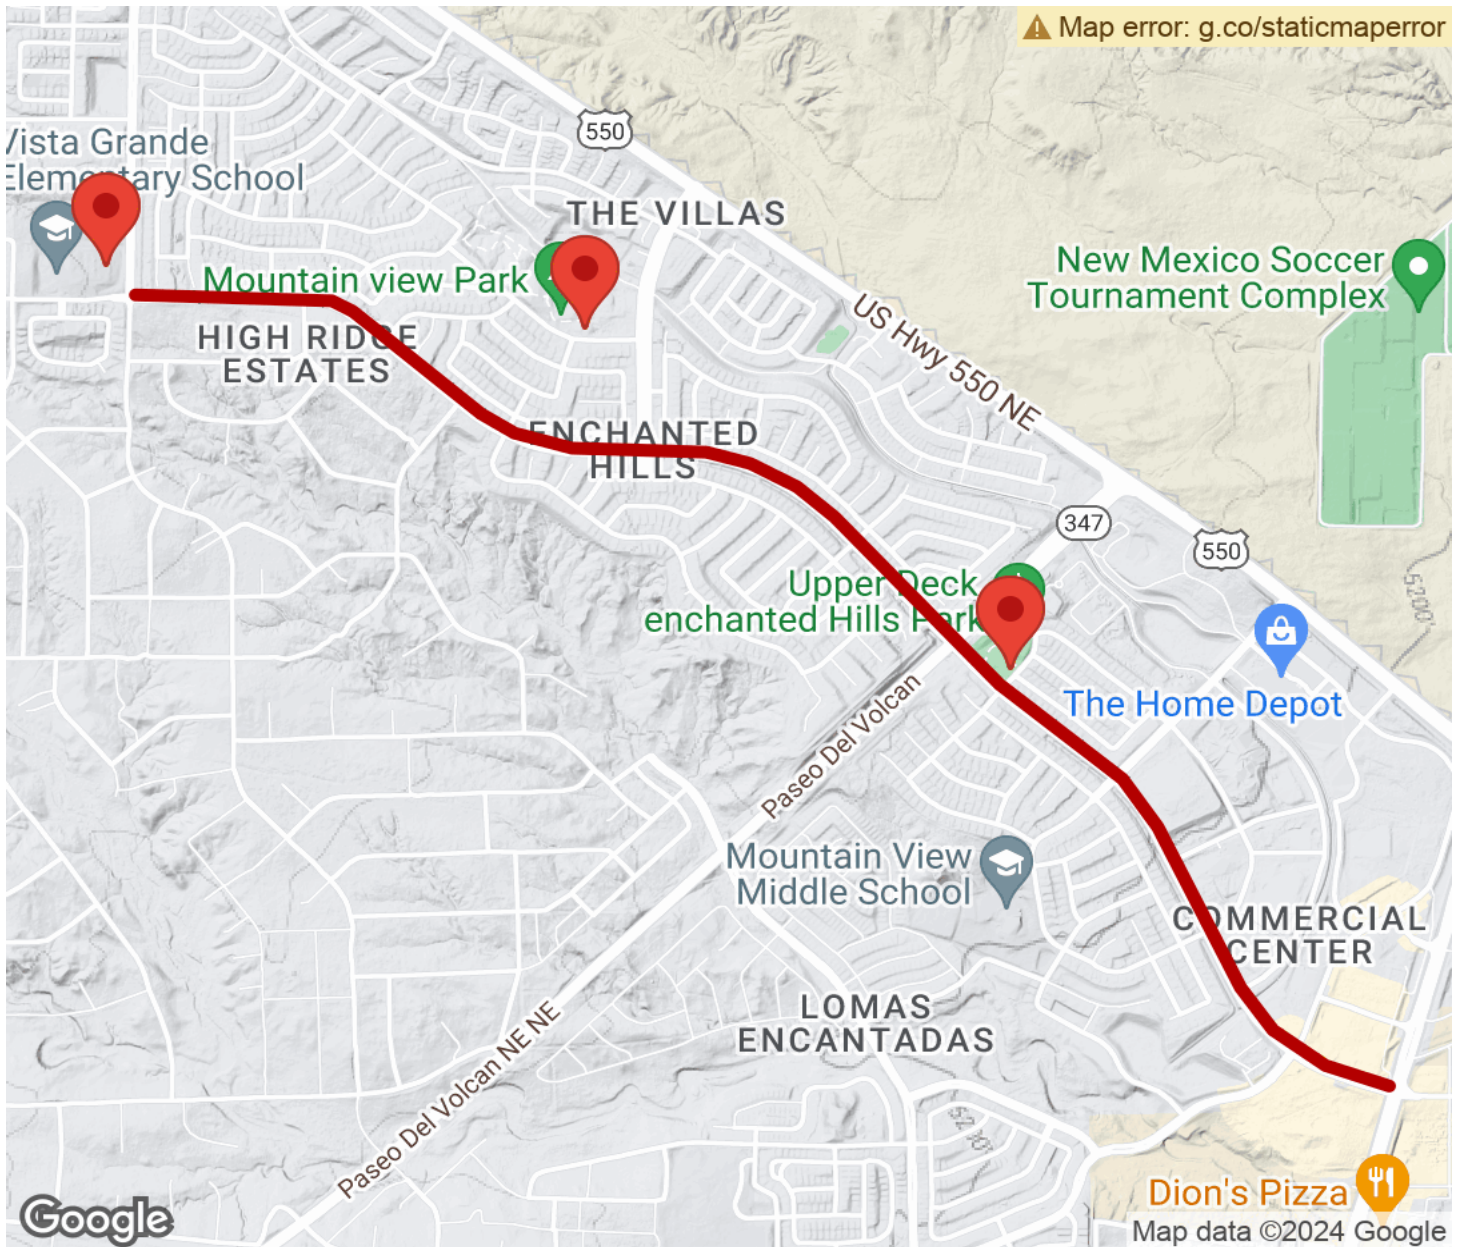 Map error: g.co/staticmaperror
550
Vista Grande
Elementary School
THE VILLAS
Mountain view Park
New Mexico Soccer
Tournament Complex
HIGH RIDGE
ESTATES
US Hwy 550 NE
ENCHANTED
HILLS
347
550
5200'
Upper Deck
enchanted Hills Park
The Home Depot
Paseo Del Volcan
Mountain View
Middle School
COMMERCIAL
CENTER
LOMAS
ENCANTADAS
Paseo Del Volcan NE NE
Dion's Pizza
Google
Map data ©2024 Google